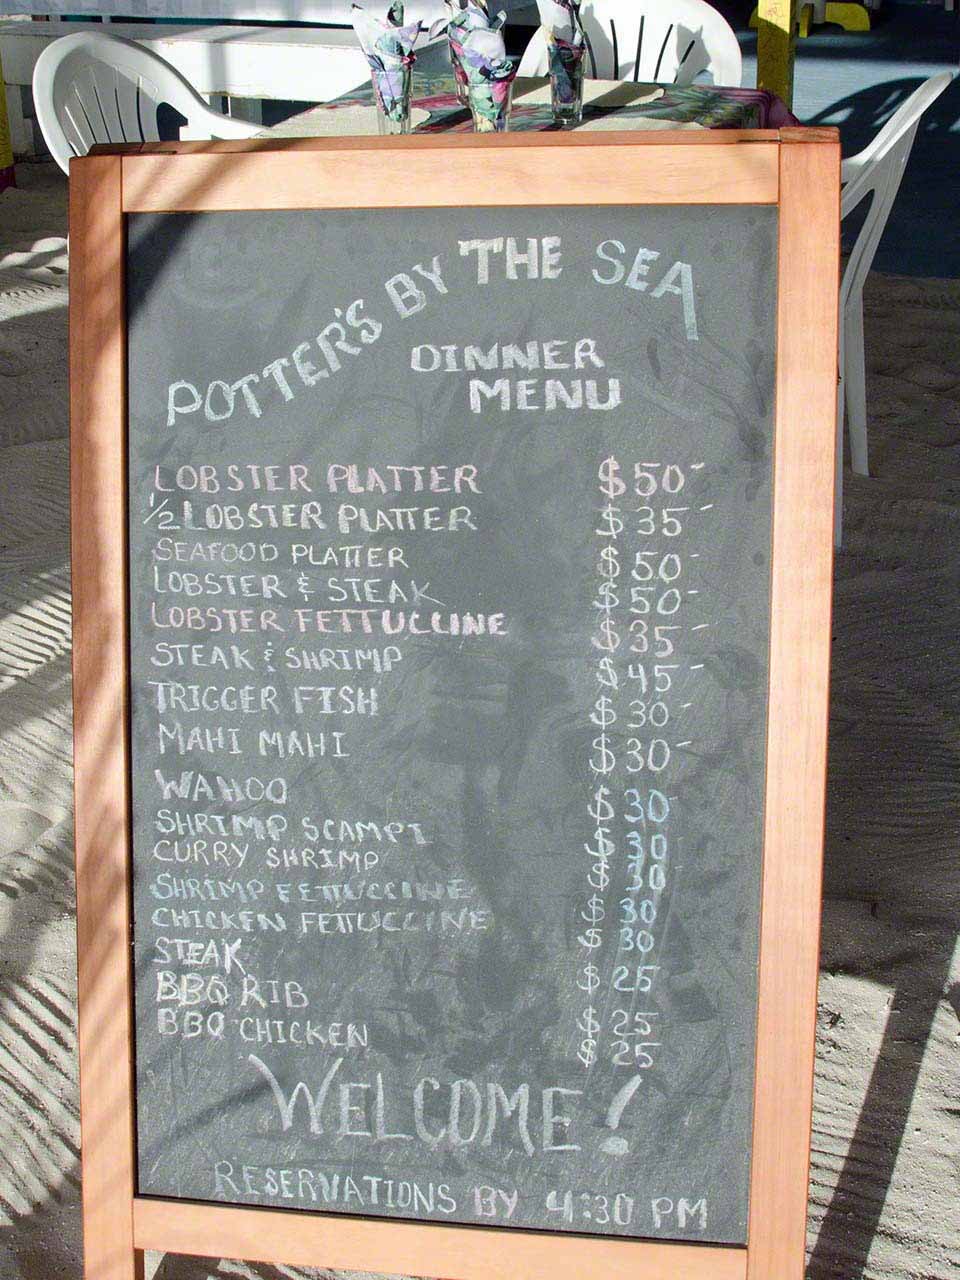 POTTER'S BY THE SEA
DINNER
MENU
LOBSTER PLATTER $50-
1/2 LOBSTER PLATTER $35-
SEAFOOD PLATTER $50-
LOBSTER & STEAK $50-
LOBSTER FETTUCCINE $35-
STEAK & SHRIMP $45-
TRIGGER FISH $30-
MAHI MAHI $30-
WAHOO $30
SHRIMP SCAMPI $30
CURRY SHRIMP $30
SHRIMP FETTUCCINE $30
CHICKEN FETTUCCINE $30
STEAK $25
BBQ RIB $25
BBQ CHICKEN $25
WELCOME!
RESERVATIONS BY 4:30 PM